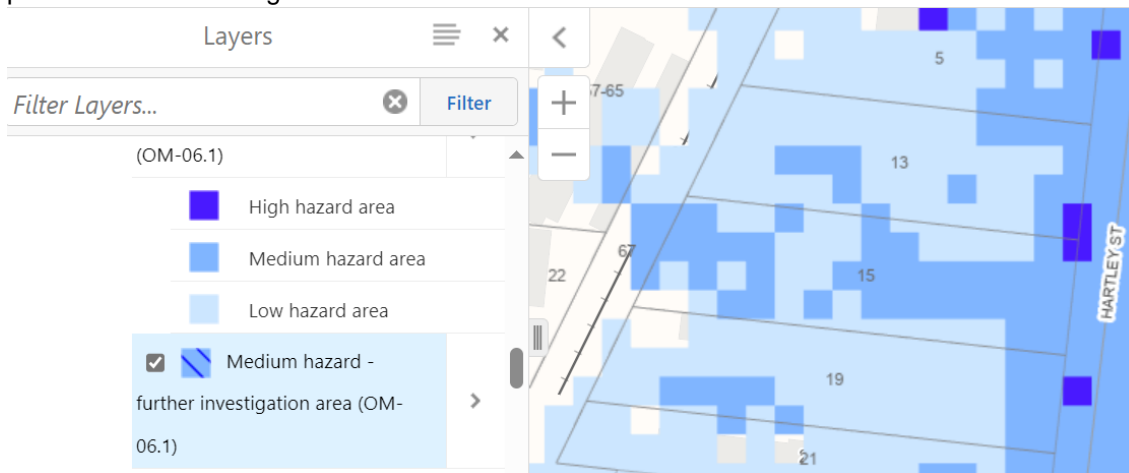 Layers
Filter Layers...
Filter
(OM-06.1)
High hazard area
Medium hazard area
Low hazard area
Medium hazard -
further investigation area (OM-
06.1)
7-65
5
13
67
22
15
HARTLEY ST
19
21